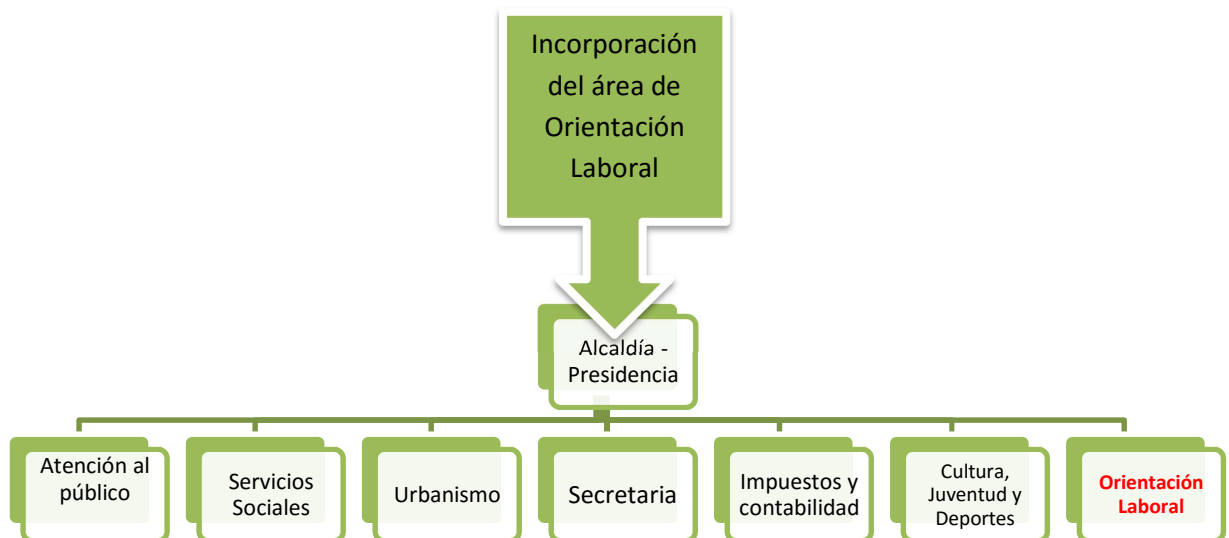 Incorporación
del área de
Orientación
Laboral
Alcaldía -
Presidencia
Atención al
público
Servicios
Sociales
Urbanismo
Secretaria
Impuestos y
contabilidad
Cultura,
Juventud y
Deportes
Orientación
Laboral